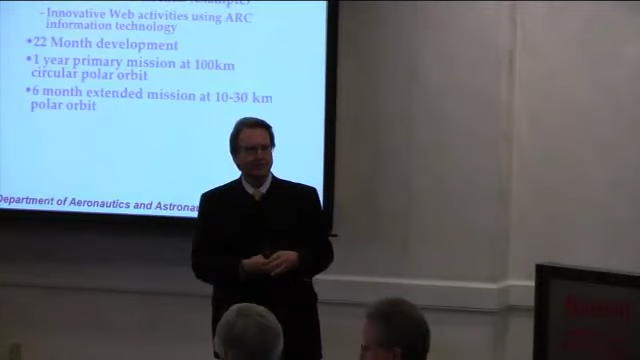 –Innovative Web activities using ARC
information technology
•22 Month development
•1 year primary mission at 100km
circular polar orbit
•6 month extended mission at 10-30 km
polar orbit
Department of Aeronautics and